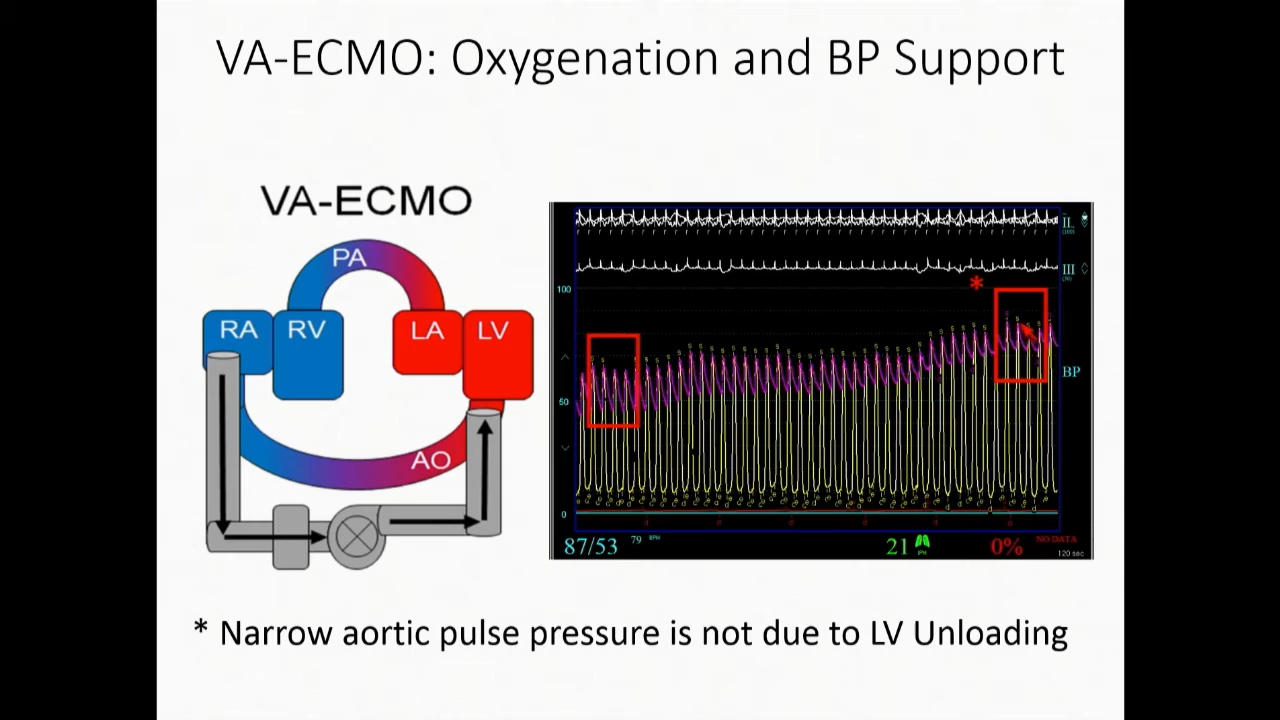 VA-ECMO: Oxygenation and BP Support
VA-ECMO
PA
RA
RV
LA
LV
AO
*
II
III
100
50
0
BP
87/53
79
BPM
21
0%
NO DATA
120 sec
* Narrow aortic pulse pressure is not due to LV Unloading